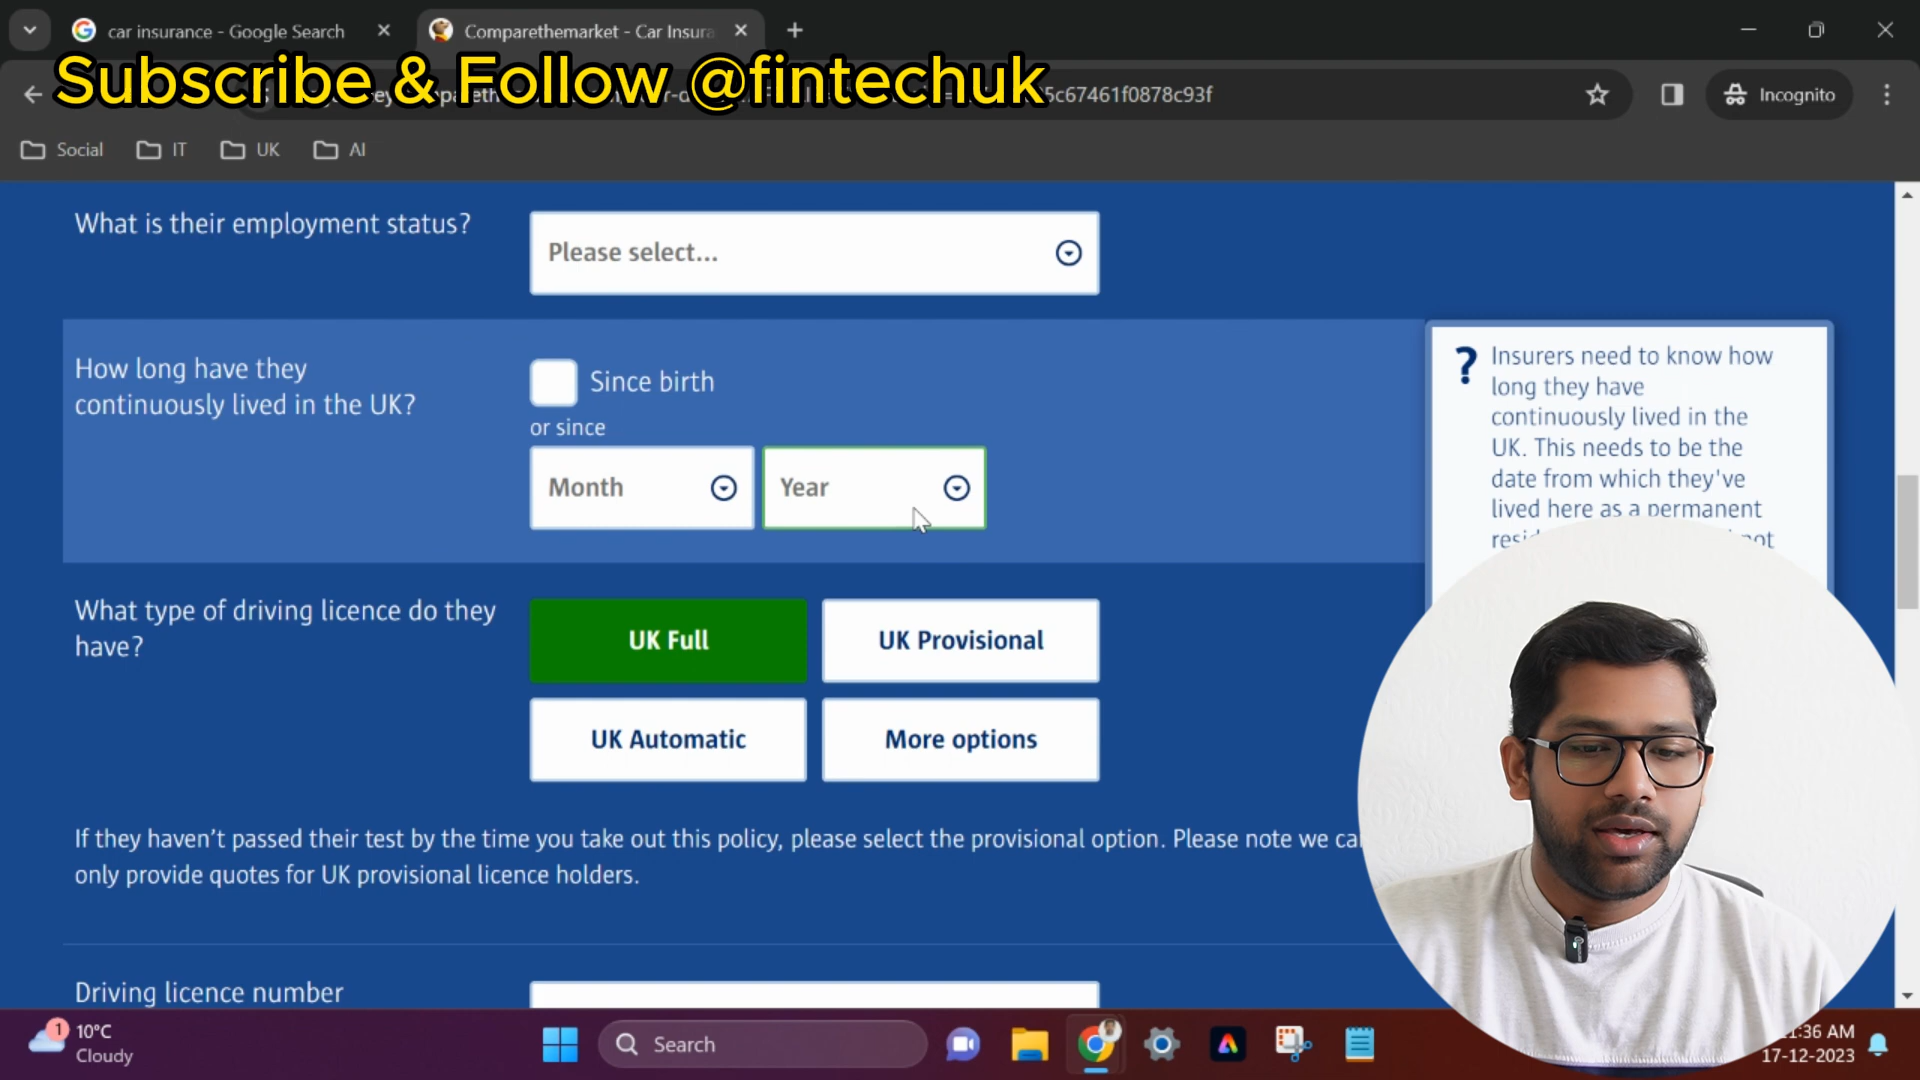 car insurance - Google Search
Comparethemarket - Car Insura
Subscribe & Follow @fintechuk
5c67461f0878c93f
Incognito
Social
IT
UK
AI
What is their employment status?
Please select...
How long have they
continuously lived in the UK?
Since birth
or since
Month
Year
?
Insurers need to know how
long they have
continuously lived in the
UK. This needs to be the
date from which they've
lived here as a permanent
What type of driving licence do they
have?
UK Full
UK Provisional
UK Automatic
More options
If they haven't passed their test by the time you take out this policy, please select the provisional option. Please note we
only provide quotes for UK provisional licence holders.
Driving licence number
1
10°C
Cloudy
Search
:36 AM
17-12-2023